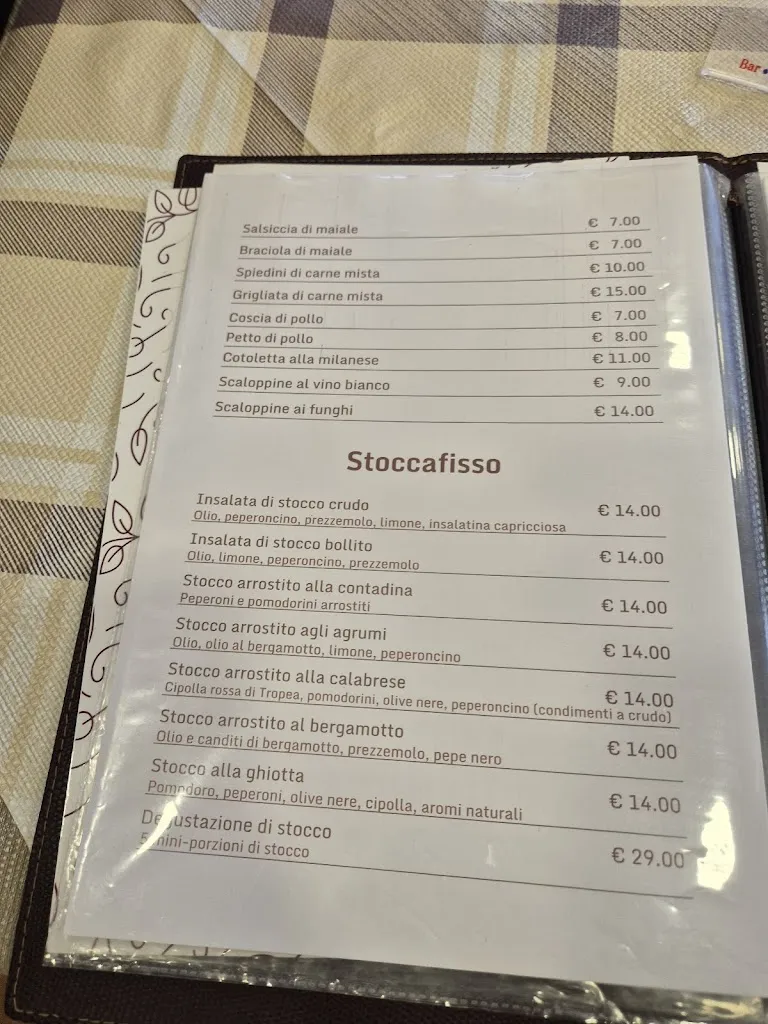 Bar
Salsiccia di maiale € 7.00
Braciola di maiale € 7.00
Spiedini di carne mista € 10.00
Grigliata di carne mista € 15.00
Coscia di pollo € 7.00
Petto di pollo € 8.00
Cotoletta alla milanese € 11.00
Scaloppine al vino bianco € 9.00
Scaloppine ai funghi € 14.00
Stoccafisso
Insalata di stocco crudo € 14.00
Olio, peperoncino, prezzemolo, limone, insalatina capricciosa
Insalata di stocco bollito € 14.00
Olio, limone, peperoncino, prezzemolo
Stocco arrostito alla contadina € 14.00
Peperoni e pomodorini arrostiti
Stocco arrostito agli agrumi € 14.00
Olio, olio al bergamotto, limone, peperoncino
Stocco arrostito alla calabrese € 14.00
Cipolla rossa di Tropea, pomodorini, olive nere, peperoncino (condimenti a crudo)
Stocco arrostito al bergamotto € 14.00
Olio e canditi di bergamotto, prezzemolo, pepe nero
Stocco alla ghiotta € 14.00
Pomodoro, peperoni, olive nere, cipolla, aromi naturali
Degustazione di stocco € 29.00
5 mini-porzioni di stocco